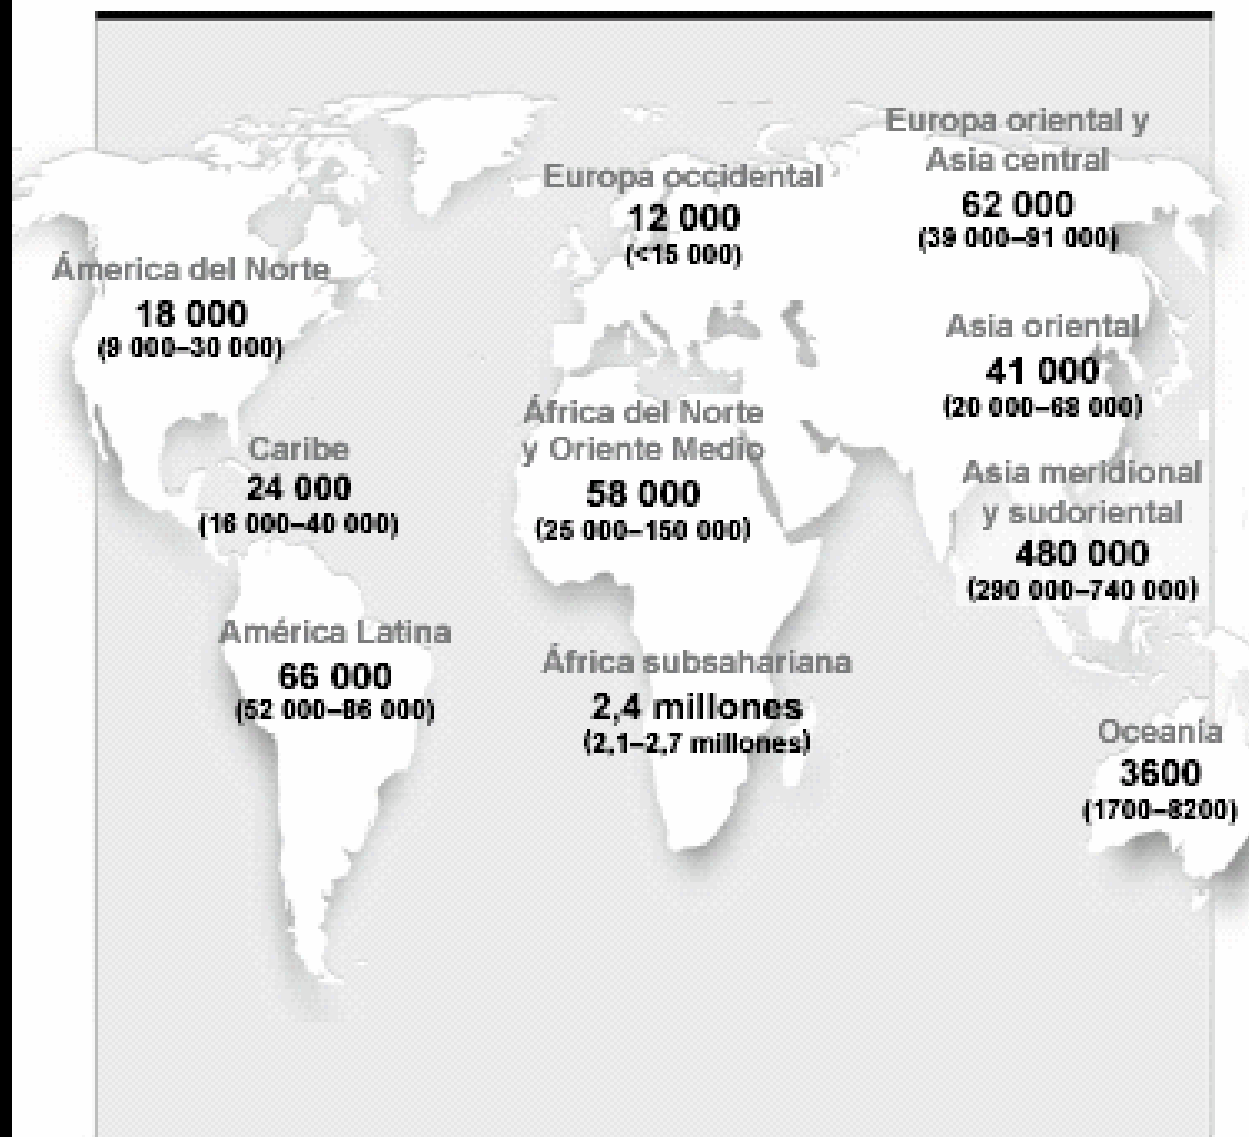 Ámerica del Norte
18 000
(9 000–30 000)
Caribe
24 000
(16 000–40 000)
América Latina
66 000
(52 000–86 000)
Europa occidental
12 000
(<15 000)
África del Norte
y Oriente Medio
58 000
(25 000–150 000)
África subsahariana
2,4 millones
(2,1–2,7 millones)
Europa oriental y
Asia central
62 000
(39 000–91 000)
Asia oriental
41 000
(20 000–68 000)
Asia meridional
y sudoriental
480 000
(290 000–740 000)
Oceanía
3600
(1700–8200)